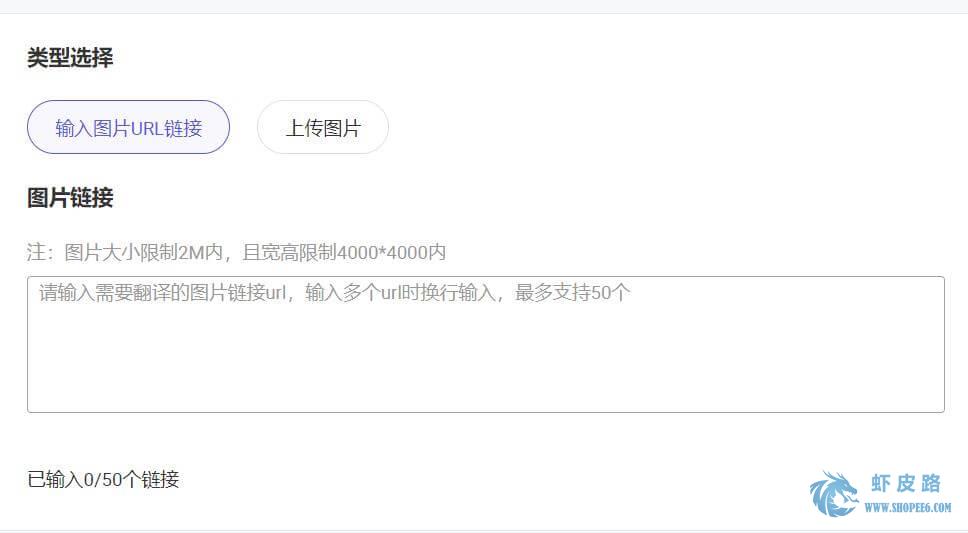 类型选择
输入图片URL链接
上传图片
图片链接
注：图片大小限制2M内，且宽高限制4000*4000内
请输入需要翻译的图片链接url，输入多个url时换行输入，最多支持50个
已输入0/50个链接
虾皮路
WWW.SHOPEE6.COM